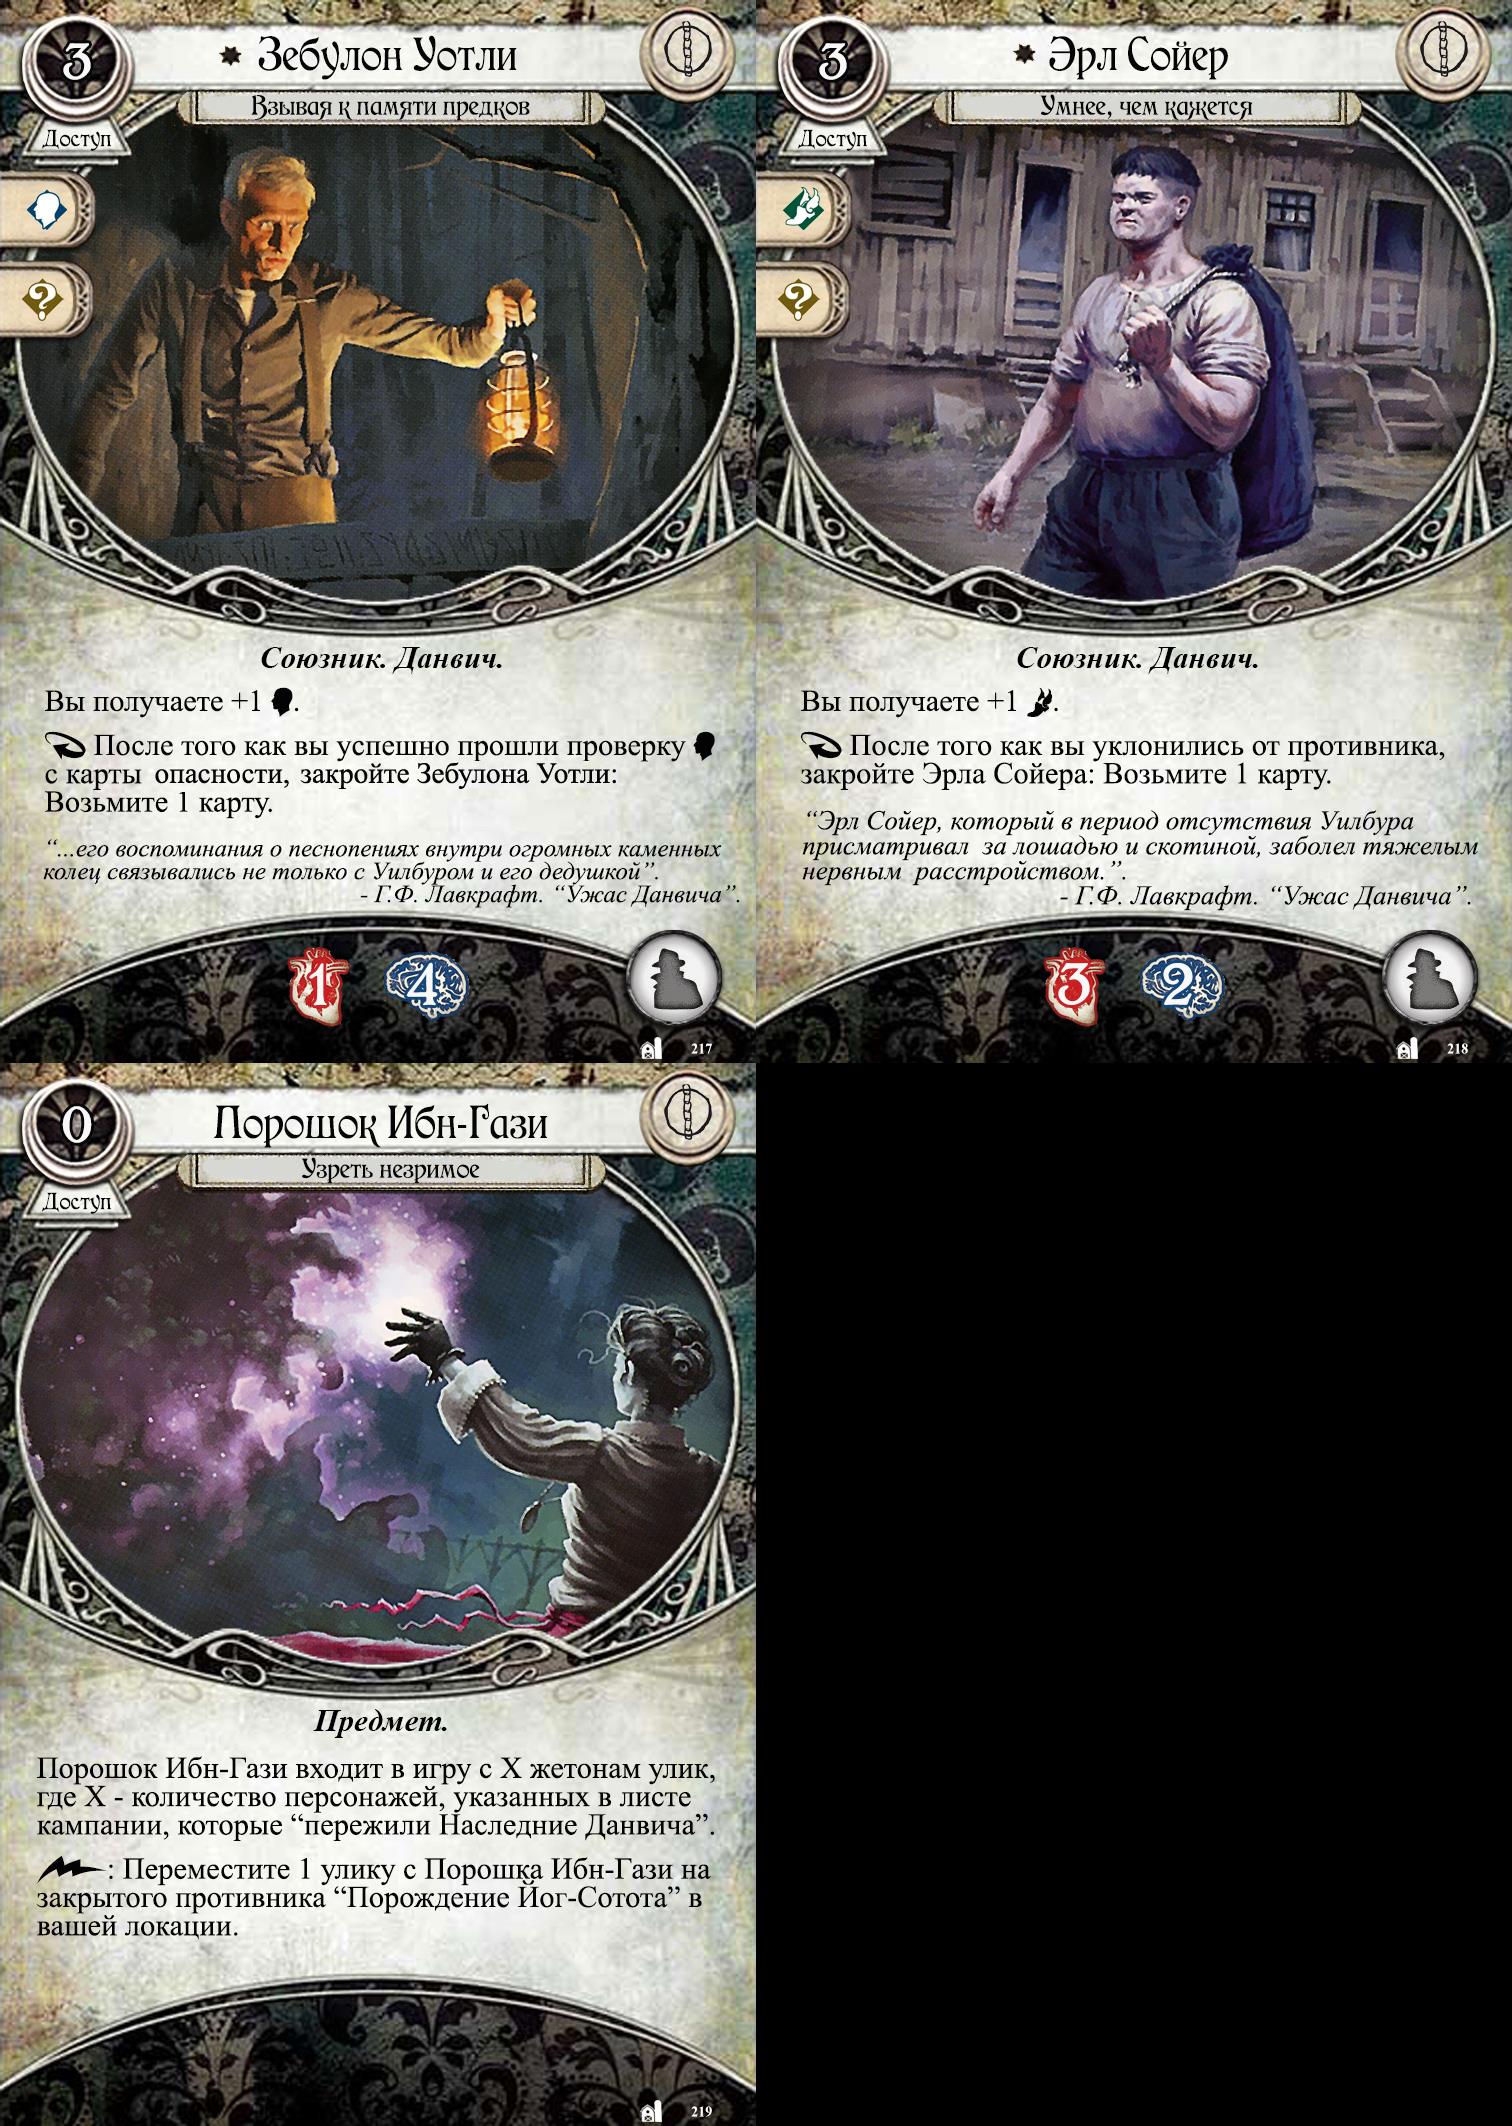 3
Зебулон Уотли
Взывая к памяти предков
Доступ
?
Союзник. Данвич.
Вы получаете +1 .
После того как вы успешно прошли проверку
с карты опасности, закройте Зебулона Уотли:
Возьмите 1 карту.
“...его воспоминания о песнопениях внутри огромных каменных
колец связывались не только с Уилбуром и его дедушкой”.
- Г.Ф. Лавкрафт. “Ужас Данвича”.
1
4
217
3
Эрл Сойер
Умнее, чем кажется
Доступ
?
Союзник. Данвич.
Вы получаете +1 .
После того как вы уклонились от противника,
закройте Эрла Сойера: Возьмите 1 карту.
“Эрл Сойер, который в период отсутствия Уилбура
присматривал за лошадью и скотиной, заболел тяжелым
нервным расстройством.”.
- Г.Ф. Лавкрафт. “Ужас Данвича”.
3
2
218
0
Порошок Ибн-Гази
Узреть незримое
Доступ
Предмет.
Порошок Ибн-Гази входит в игру с X жетонам улик,
где X - количество персонажей, указанных в листе
кампании, которые “пережили Наследние Данвича”.
: Переместите 1 улику с Порошка Ибн-Гази на
закрытого противника “Порождение Йог-Сотота” в
вашей локации.
219